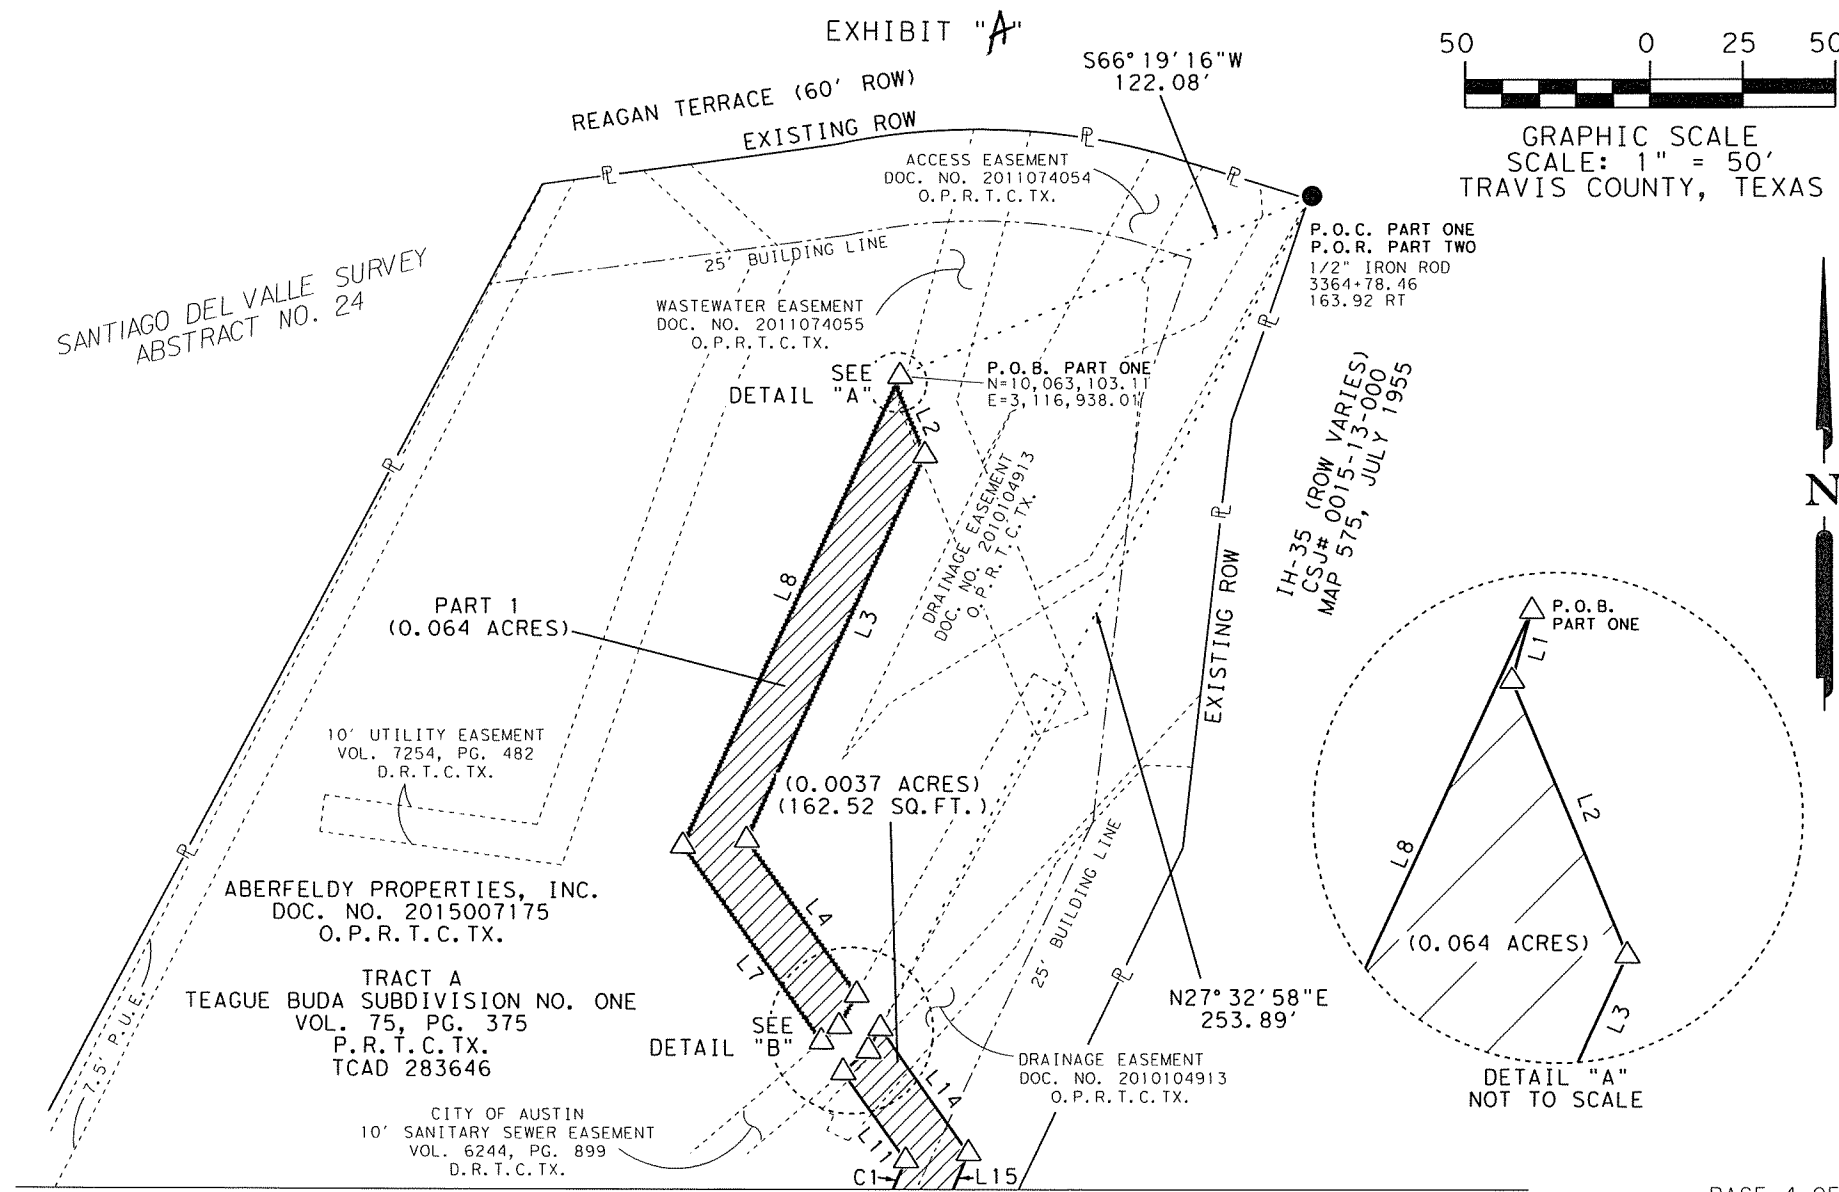 EXHIBIT "A"
50 0 25 50
GRAPHIC SCALE
SCALE: 1" = 50'
TRAVIS COUNTY, TEXAS
S66°19'16"W
122.08'
REAGAN TERRACE (60' ROW)
EXISTING ROW
ACCESS EASEMENT
DOC. NO. 2011074054
O.P.R.T.C.TX.
P.O.C. PART ONE
P.O.R. PART TWO
1/2" IRON ROD
3364+78.46
163.92 RT
25' BUILDING LINE
SANTIAGO DEL VALLE SURVEY
ABSTRACT NO. 24
WASTEWATER EASEMENT
DOC. NO. 2011074055
O.P.R.T.C.TX.
SEE
DETAIL "A"
P.O.B. PART ONE
N=10,063,103.11
E=3,116,938.01
L2
IH-35 (ROW VARIES)
CSJ# 0015-13-000
MAP 575, JULY 1955
N
DRAINAGE EASEMENT
DOC. NO. 2010104913
O.P.R.T.C.TX.
L8
L3
PART 1
(0.064 ACRES)
EXISTING ROW
P.O.B.
PART ONE
L1
L2
L8
(0.064 ACRES)
L3
DETAIL "A"
NOT TO SCALE
10' UTILITY EASEMENT
VOL. 7254, PG. 482
D.R.T.C.TX.
(0.0037 ACRES)
(162.52 SQ.FT.)
ABERFELDY PROPERTIES, INC.
DOC. NO. 2015007175
O.P.R.T.C.TX.
L4
L7
25' BUILDING LINE
TRACT A
TEAGUE BUDA SUBDIVISION NO. ONE
VOL. 75, PG. 375
P.R.T.C.TX.
TCAD 283646
7.5' P.U.E.
SEE
DETAIL "B"
N27°32'58"E
253.89'
DRAINAGE EASEMENT
DOC. NO. 2010104913
O.P.R.T.C.TX.
L14
CITY OF AUSTIN
10' SANITARY SEWER EASEMENT
VOL. 6244, PG. 899
D.R.T.C.TX.
L11
C1
L15